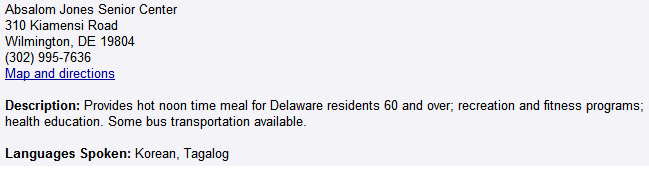 Absalom Jones Senior Center
310 Kiamensi Road
Wilmington, DE 19804
(302) 995-7636
Map and directions
Description: Provides hot noon time meal for Delaware residents 60 and over; recreation and fitness programs;
health education. Some bus transportation available.
Languages Spoken: Korean, Tagalog